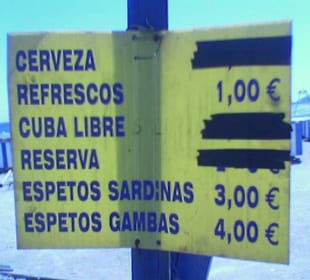 CERVEZA
REFRESCOS 1,00 €
CUBA LIBRE
RESERVA
ESPETOS SARDINAS 3,00 €
ESPETOS GAMBAS 4,00 €